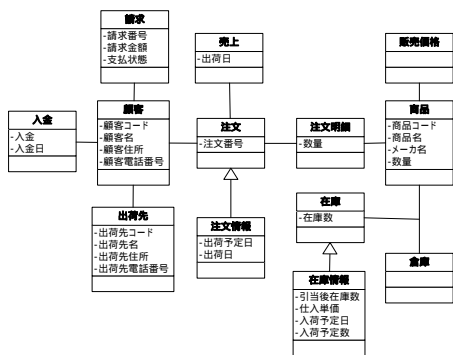 請求
-請求番号
-請求金額
-支払状態
売上
-出荷日
販売価格
入金
-入金
-入金日
顧客
-顧客コード
-顧客名
-顧客住所
-顧客電話番号
注文
-注文番号
注文明細
-数量
商品
-商品コード
-商品名
-メーカ名
-数量
出荷先
-出荷先コード
-出荷先名
-出荷先住所
-出荷先電話番号
注文情報
-出荷予定日
-出荷日
在庫
-在庫数
在庫情報
-引当後在庫数
-仕入単価
-入荷予定日
-入荷予定数
倉庫